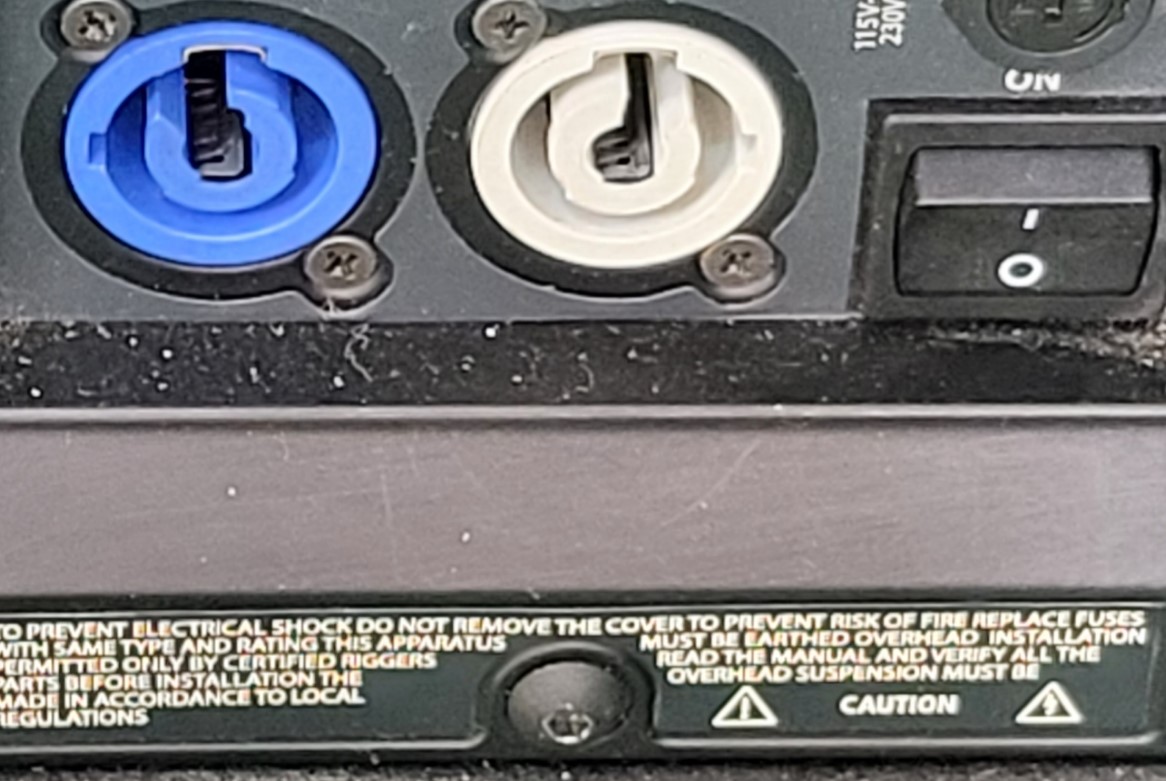 115V-
230V
ON
I
O
TO PREVENT ELECTRICAL SHOCK DO NOT REMOVE THE COVER TO PREVENT RISK OF FIRE REPLACE FUSES
WITH SAME TYPE AND RATING THIS APPARATUS MUST BE EARTHED OVERHEAD INSTALLATION
PERMITTED ONLY BY CERTIFIED RIGGERS READ THE MANUAL AND VERIFY ALL THE
PARTS BEFORE INSTALLATION THE OVERHEAD SUSPENSION MUST BE
MADE IN ACCORDANCE TO LOCAL
REGULATIONS
CAUTION